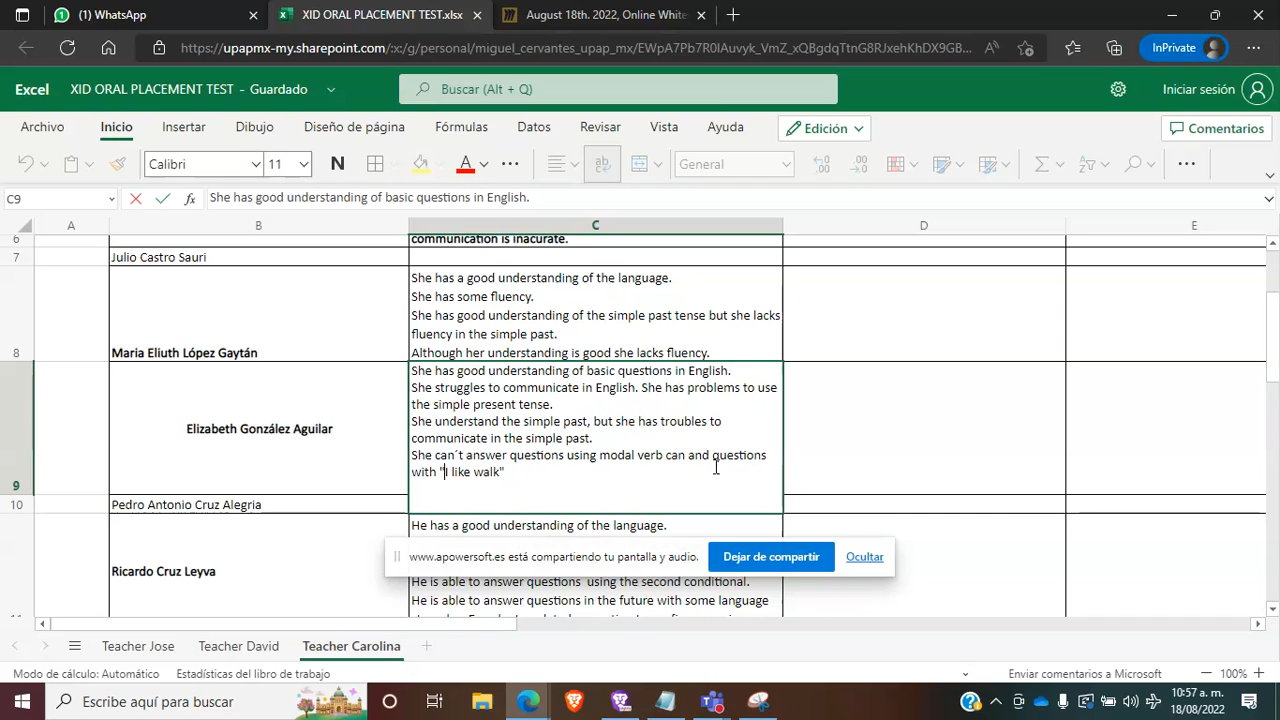 (1) WhatsApp
XID ORAL PLACEMENT TEST.xlsx
August 18th. 2022, Online White
https://upapmx-my.sharepoint.com/:x:/g/personal/miguel_cervantes_upap_mx/EWpA7Pb7R0lAuvyk_VmZ_xQBgdqTtnG8RJxehKhDX9GB...
InPrivate
Excel
XID ORAL PLACEMENT TEST - Guardado
Buscar (Alt + Q)
Iniciar sesión
Archivo
Inicio
Insertar
Dibujo
Diseño de página
Fórmulas
Datos
Revisar
Vista
Ayuda
Edición
Comentarios
Calibri
11
N
General
C9
fx
She has good understanding of basic questions in English.
A
B
C
D
E
6
communication is inacurate.
7
Julio Castro Sauri
8
Maria Eliuth López Gaytán
She has a good understanding of the language.
She has some fluency.
She has good understanding of the simple past tense but she lacks
fluency in the simple past.
Although her understanding is good she lacks fluency.
9
Elizabeth González Aguilar
She has good understanding of basic questions in English.
She struggles to communicate in English. She has problems to use
the simple present tense.
She understand the simple past, but she has troubles to
communicate in the simple past.
She can´t answer questions using modal verb can and questions
with "I like walk"
10
Pedro Antonio Cruz Alegria
Ricardo Cruz Leyva
He has a good understanding of the language.
www.apowersoft.es está compartiendo tu pantalla y audio.
Dejar de compartir
Ocultar
He is able to answer questions  using the second conditional.
He is able to answer questions in the future with some language
Teacher Jose
Teacher David
Teacher Carolina
Modo de cálculo: Automático
Estadísticas del libro de trabajo
Enviar comentarios a Microsoft
100%
Escribe aquí para buscar
10:57 a. m.
18/08/2022